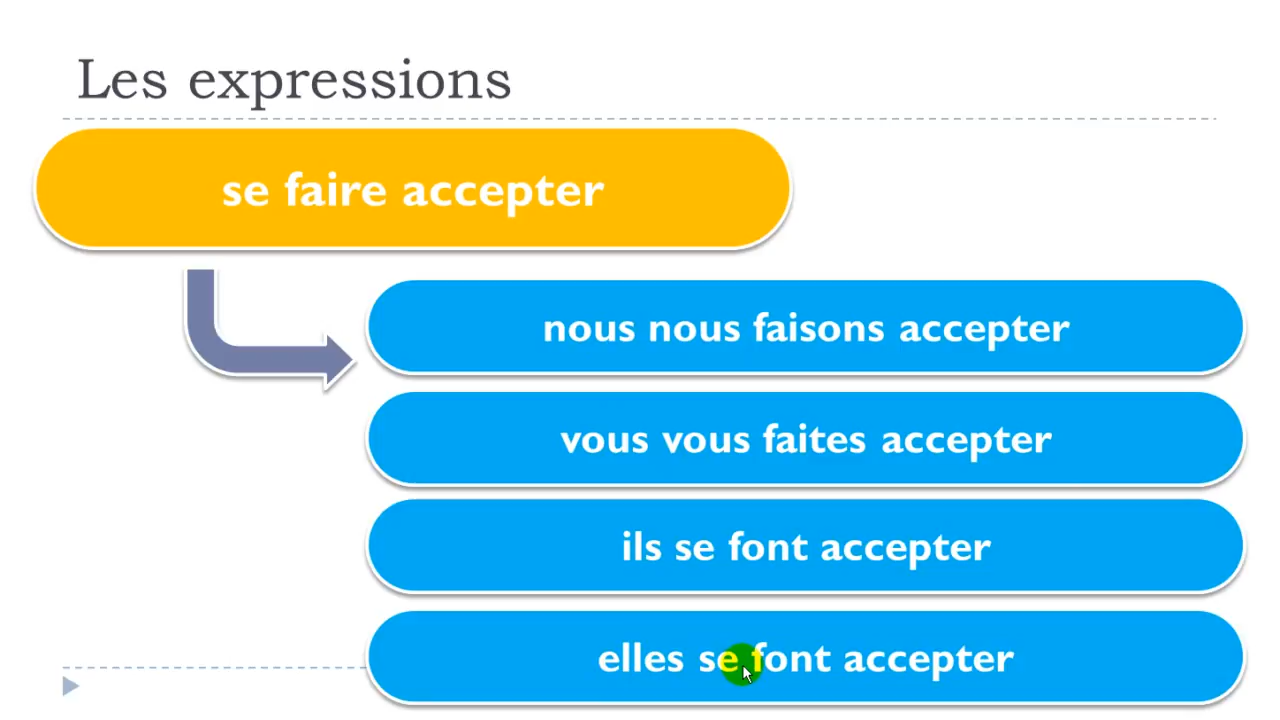 Les expressions
se faire accepter
nous nous faisons accepter
vous vous faites accepter
ils se font accepter
elles se font accepter